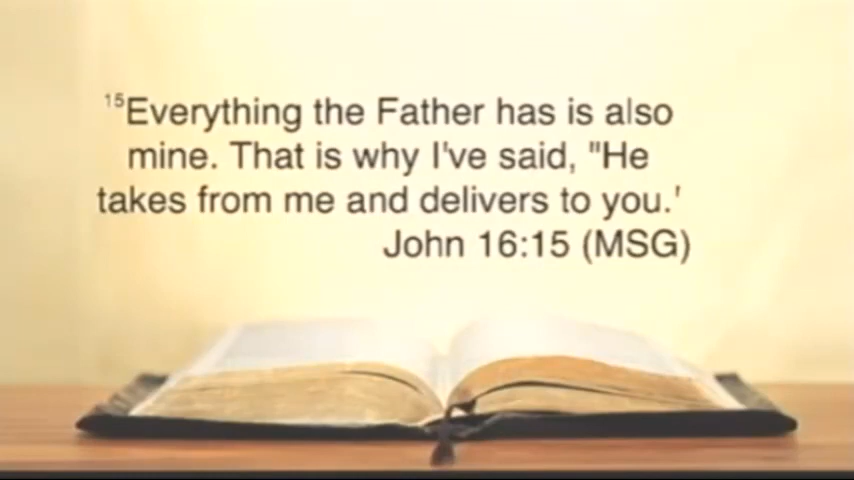 ¹⁵Everything the Father has is also
mine. That is why I've said, "He
takes from me and delivers to you.'
John 16:15 (MSG)